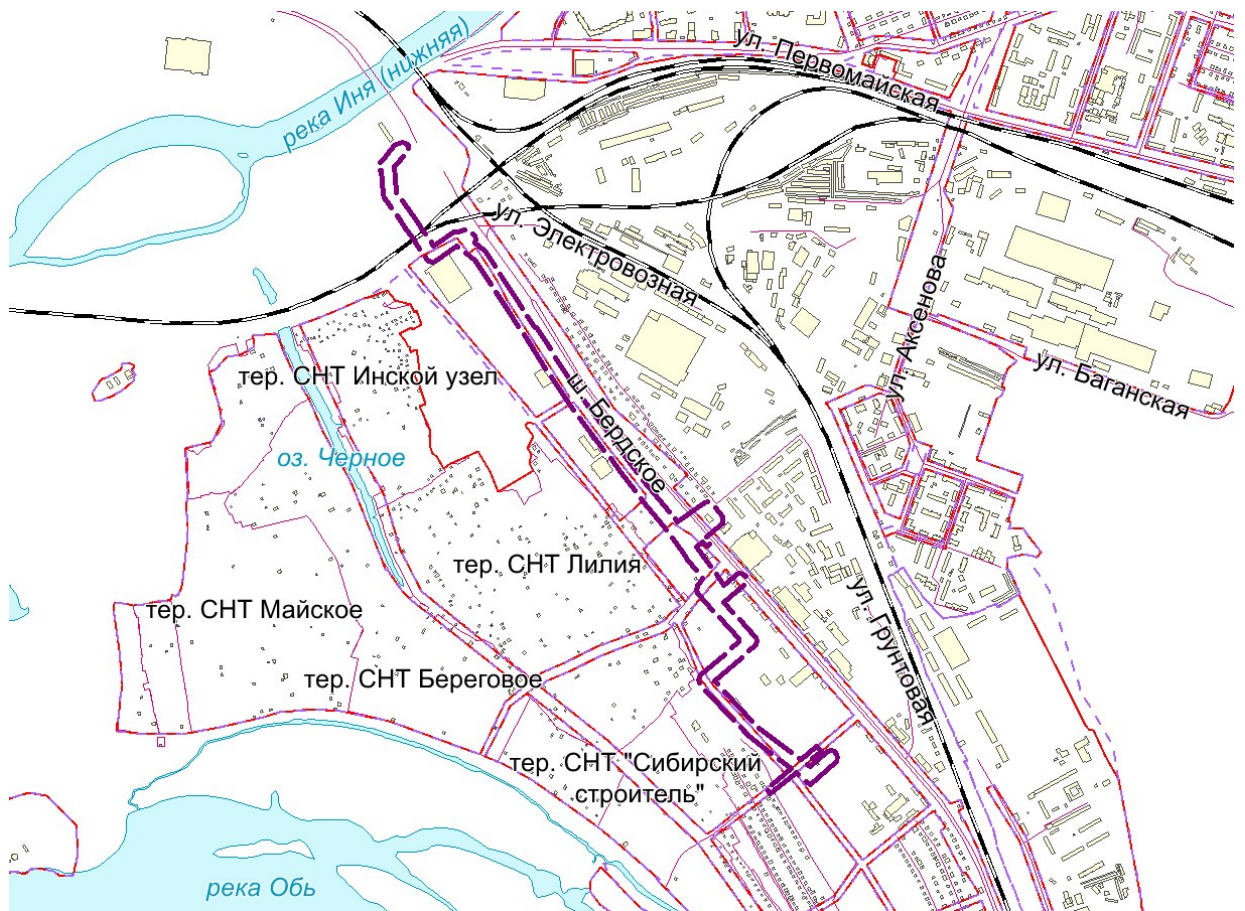 ул. Первомайская
река Иня (нижняя)
ул. Электровозная
ул. Аксенова
ул. Баганская
тер. СНТ Инской узел
ш. Бердское
оз. Черное
тер. СНТ Лилия
тер. СНТ Майское
ул. Грунтовая
тер. СНТ Береговое
тер. СНТ "Сибирский
строитель"
река Обь